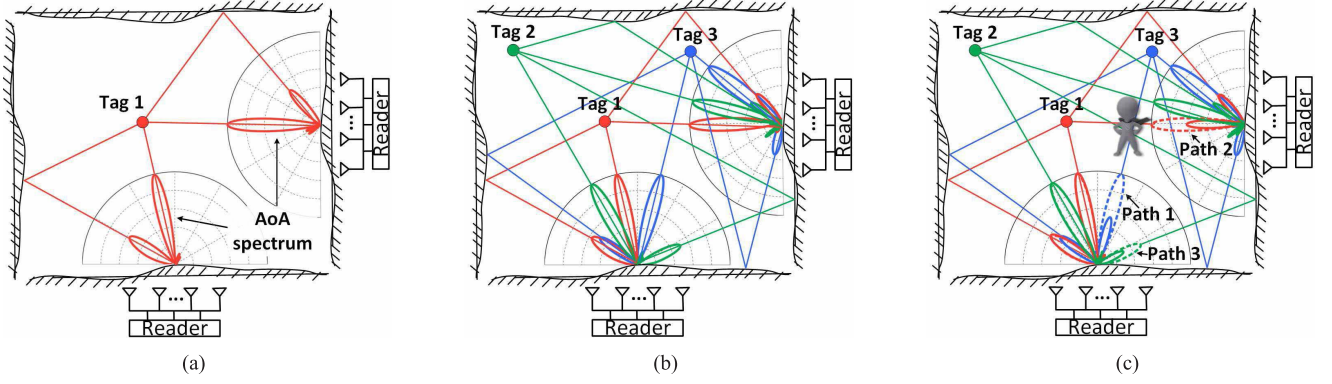 Tag 1
AoA
spectrum
Reader
Reader
(a)
Tag 2
Tag 3
Tag 1
Reader
Reader
(b)
Tag 2
Tag 3
Tag 1
Path 2
Path 1
Path 3
Reader
Reader
(c)